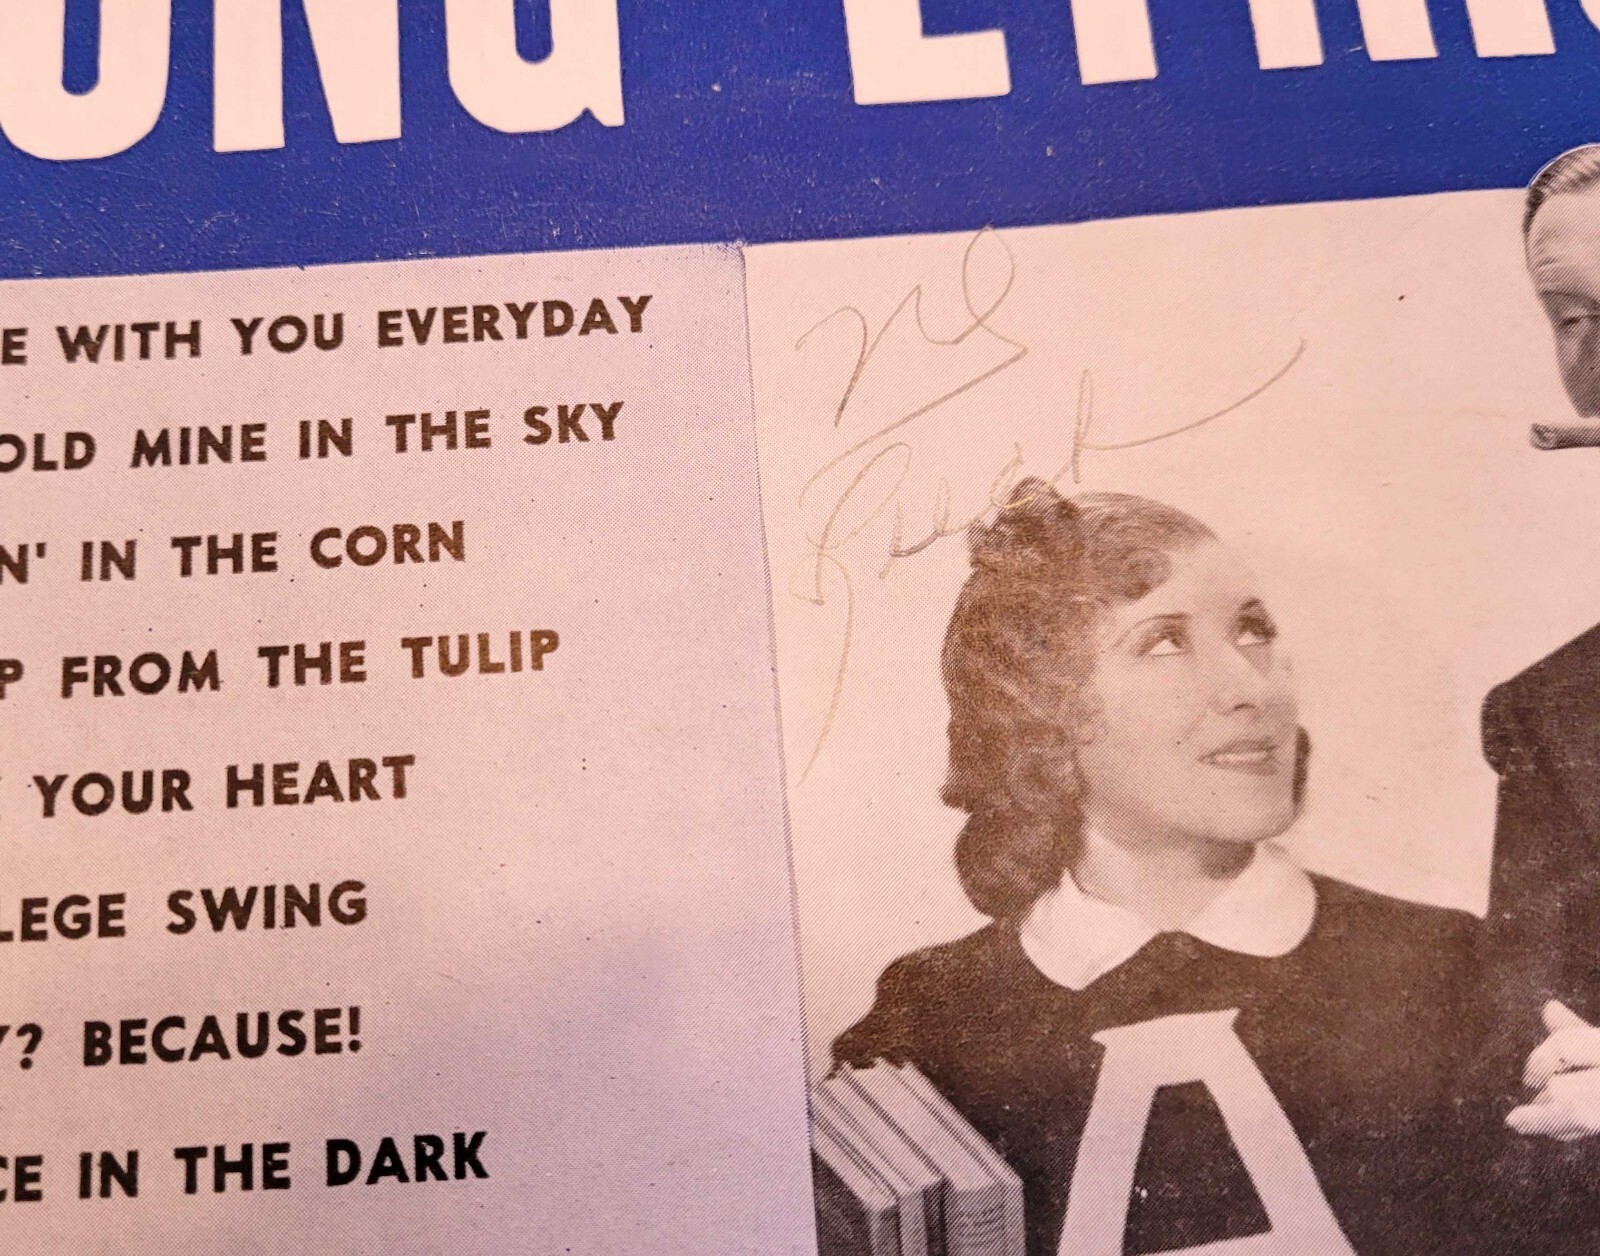 ONG
E WITH YOU EVERYDAY
OLD MINE IN THE SKY
N' IN THE CORN
P FROM THE TULIP
YOUR HEART
LEGE SWING
Y? BECAUSE!
CE IN THE DARK
A